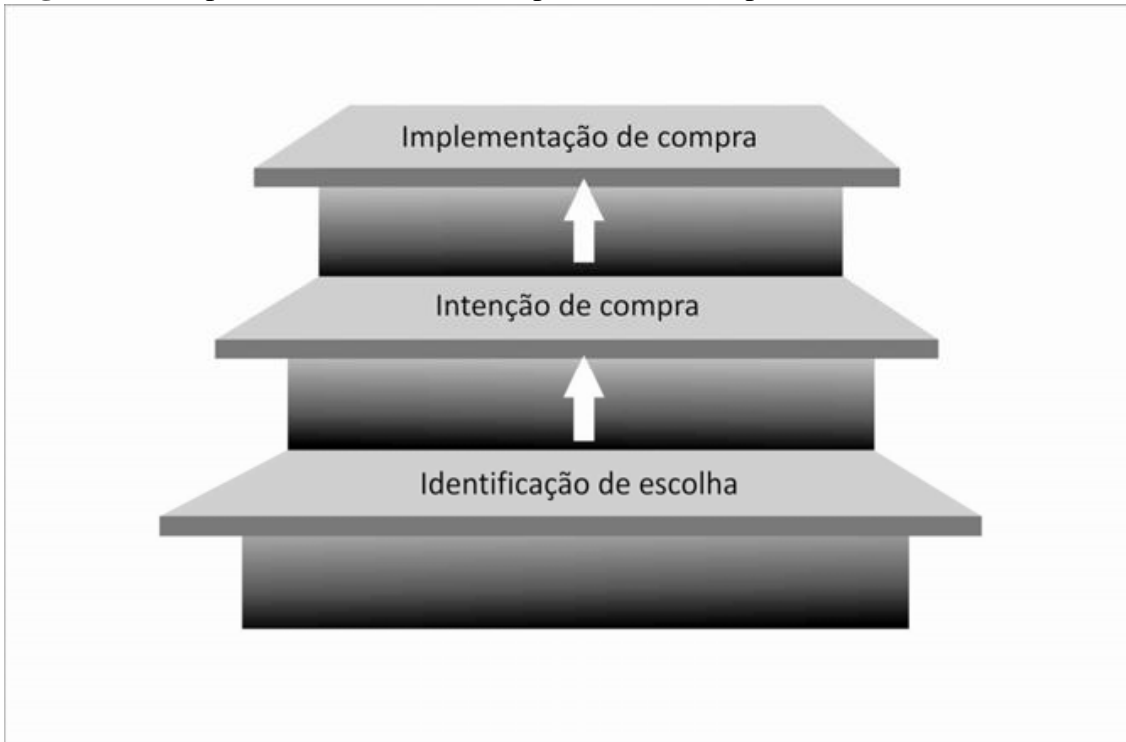 Implementação de compra
Intenção de compra
Identificação de escolha